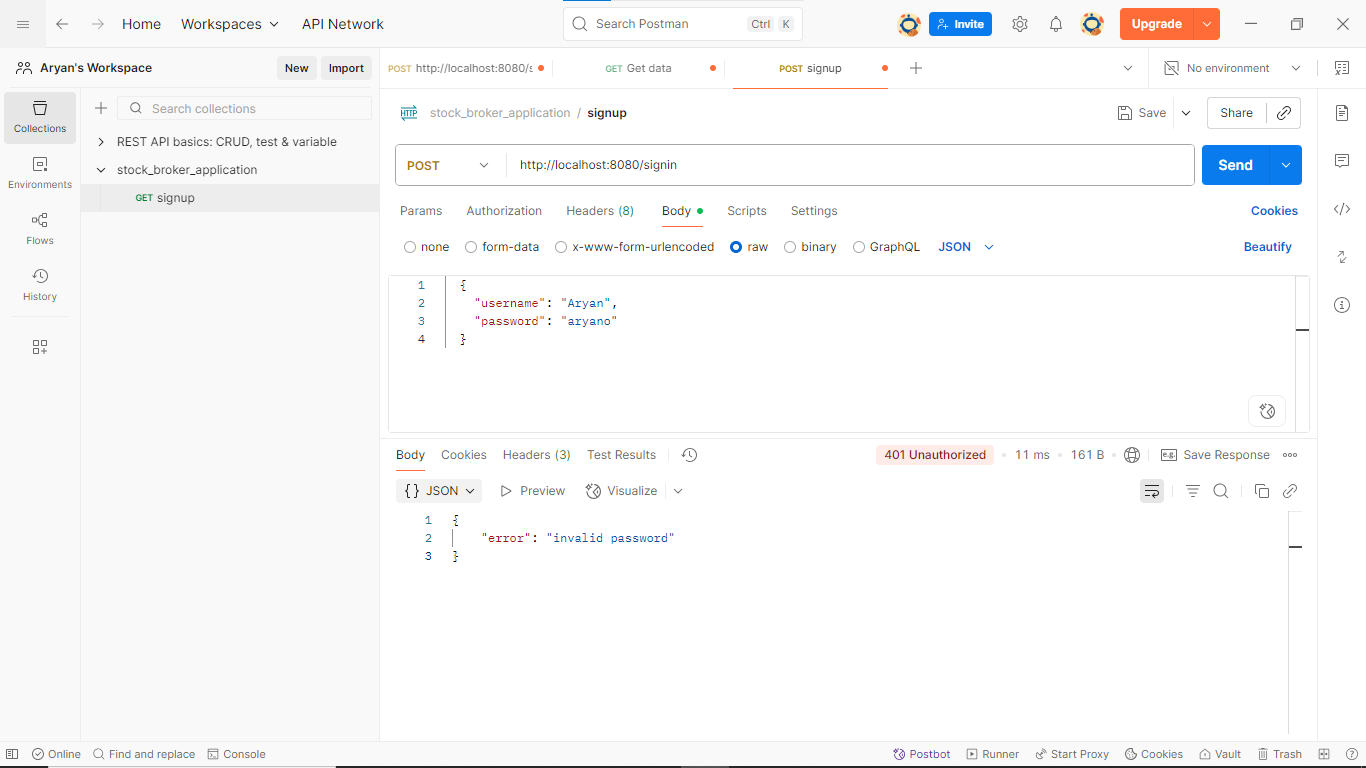 Home Workspaces API Network Search Postman Ctrl K Invite Upgrade
Aryan's Workspace New Import
POST http://localhost:8080/s GET Get data POST signup No environment
Collections
Environments
Flows
History
Search collections
REST API basics: CRUD, test & variable
stock_broker_application
GET signup
HTTP stock_broker_application / signup Save Share
POST http://localhost:8080/signin Send
Params Authorization Headers (8) Body Scripts Settings Cookies
none form-data x-www-form-urlencoded raw binary GraphQL JSON Beautify
1 {
2 "username": "Aryan",
3 "password": "aryano"
4 }
Body Cookies Headers (3) Test Results 401 Unauthorized 11 ms 161 B e.g. Save Response
{} JSON Preview Visualize
1 {
2 "error": "invalid password"
3 }
Online Find and replace Console Postbot Runner Start Proxy Cookies Vault Trash